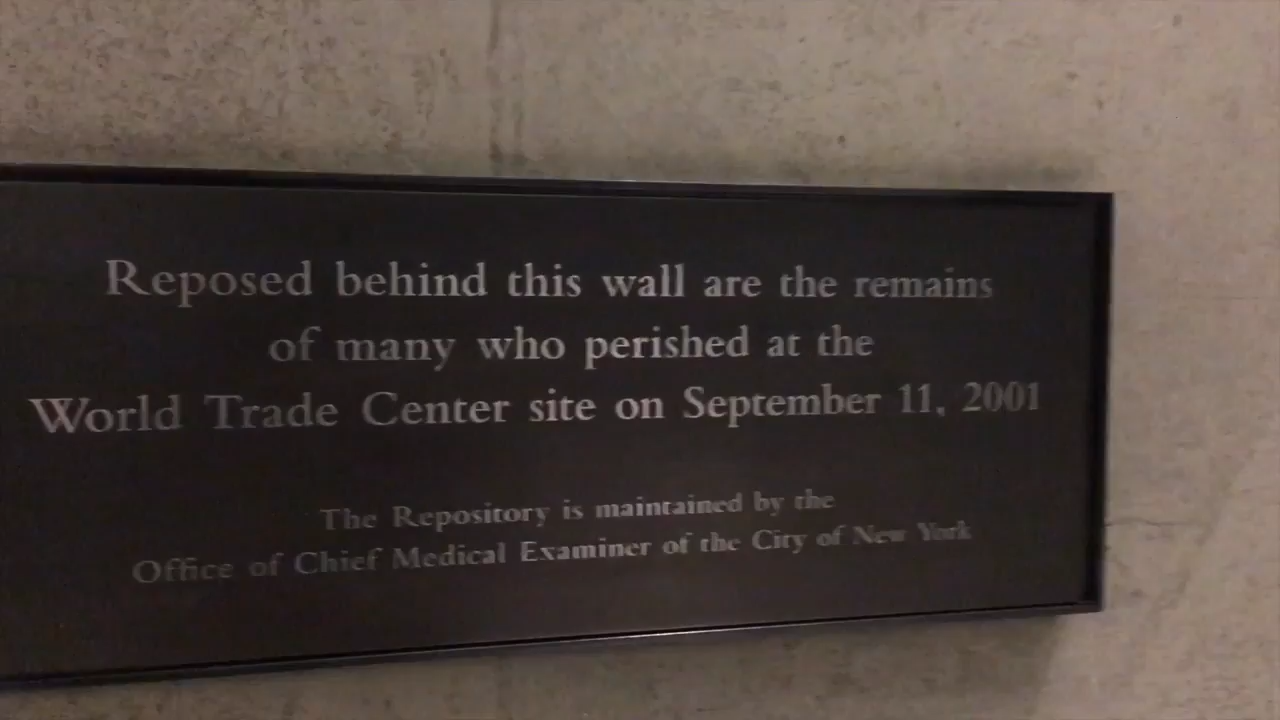 Reposed behind this wall are the remains
of many who perished at the
World Trade Center site on September 11, 2001
The Repository is maintained by the
Office of Chief Medical Examiner of the City of New York